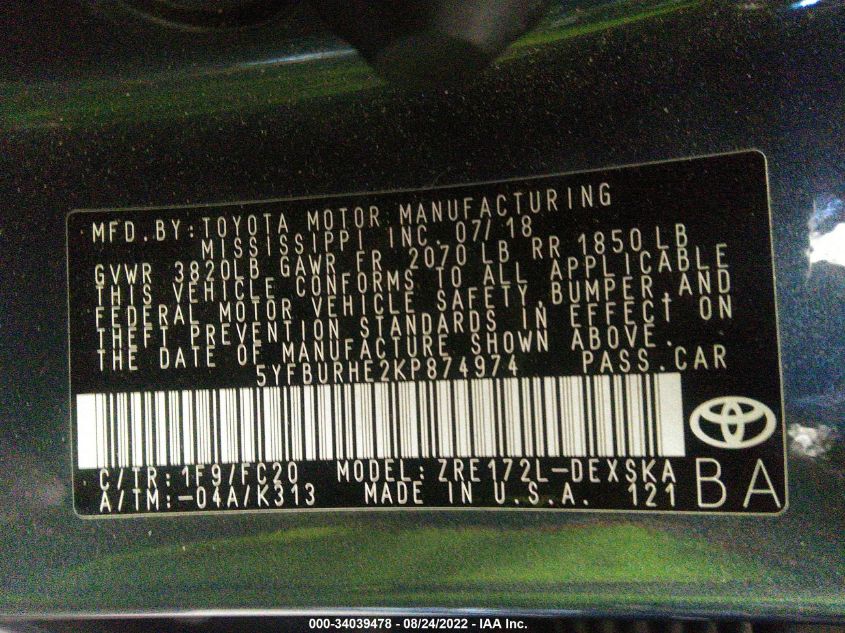 MFD.BY:TOYOTA MOTOR MANUFACTURING
MISSISSIPPI INC. 07/18
GVWR 3820LB GAWR FR 2070 LB RR 1850 LB
THIS VEHICLE CONFORMS TO ALL APPLICABLE
FEDERAL MOTOR VEHICLE SAFETY,BUMPER,AND
THEFT PREVENTION STANDARDS IN EFFECT ON
THE DATE OF MANUFACTURE SHOWN ABOVE.
5YFBURHE2KP874974 PASS.CAR
C/TR:1F9/FC20 MODEL:ZRE172L-DEXSKA
A/TM:-04A/K313 MADE IN U.S.A. 121
BA
000-34039478 - 08/24/2022 - IAA Inc.